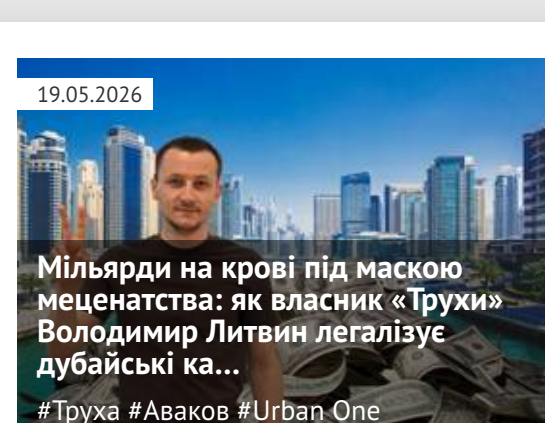 19.05.2026
Мільярди на крові під маскою
меценатства: як власник «Трухи»
Володимир Литвин легалізує
дубайські ка...
#Труха #Аваков #Urban One